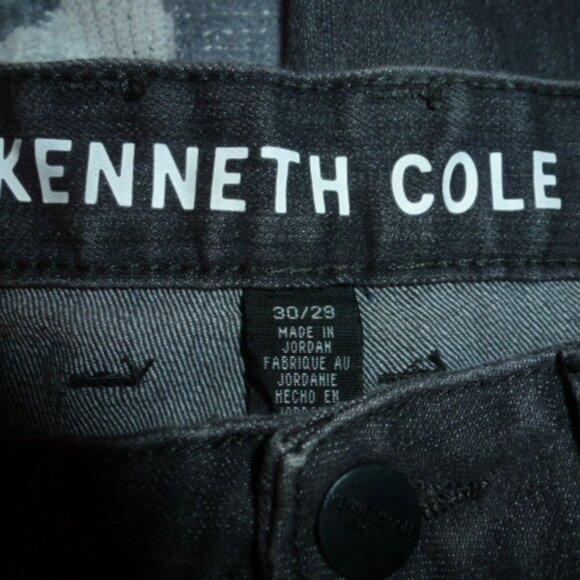 KENNETH COLE
30/29
MADE IN
JORDAN
FABRIQUE AU
JORDANIE
HECHO EN